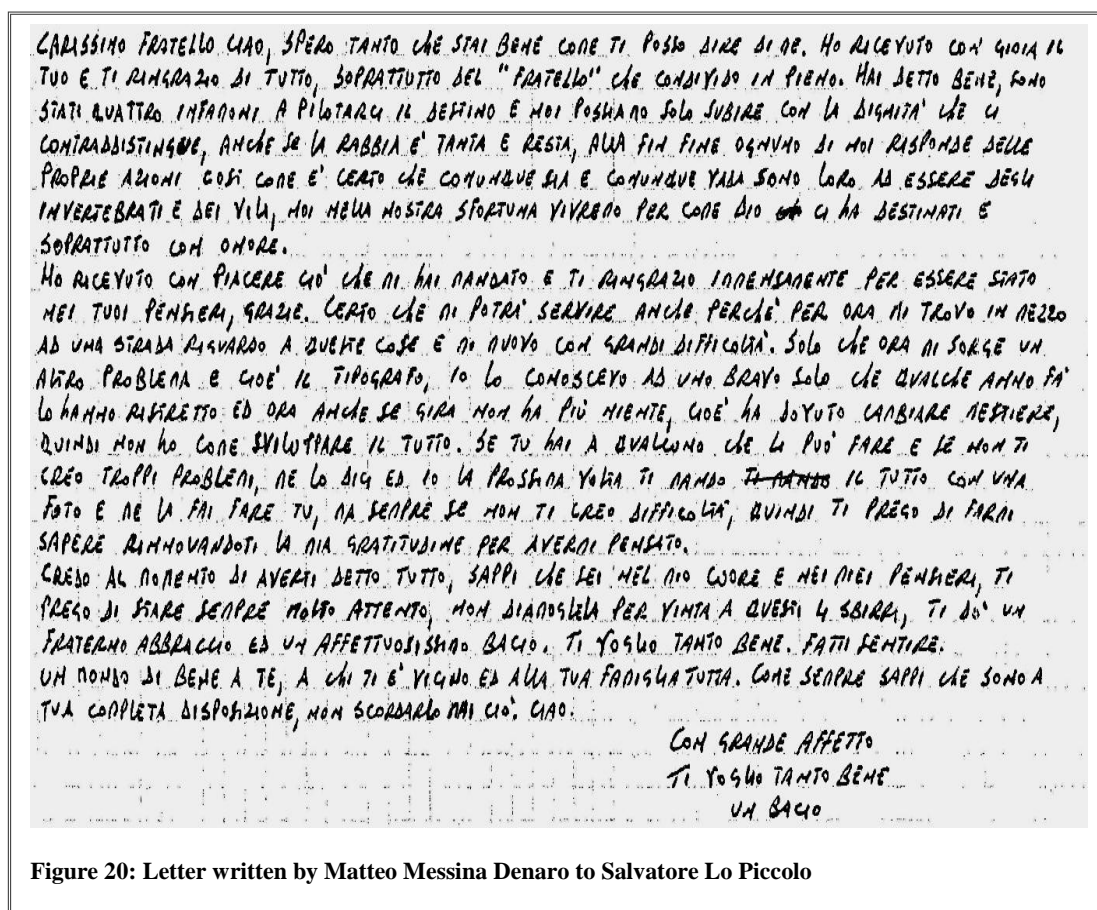 CARISSIMO FRATELLO CIAO, SPERO TANTO CHE STAI BENE COME TI POSSO DIRE DI ME. HO RICEVUTO CON GIOIA IL
TUO E TI RINGRAZIO DI TUTTO, SOPRATTUTTO DEL "FRATELLO" CHE CONDIVIDO IN PIENO. HAI DETTO BENE, SONO
STATI QUATTRO INFAMONI A PILOTARCI IL DESTINO E NOI POSSIAMO SOLO SUBIRE CON LA DIGNITA' CHE CI
CONTRADDISTINGUE, ANCHE SE LA RABBIA E' TANTA E RESTA, ALLA FIN FINE OGNUNO DI NOI RISPONDE DELLE
PROPRIE AZIONI COSI COME E' CERTO CHE COMUNQUE SIA E COMUNQUE VADA SONO LORO AD ESSERE DEGLI
INVERTEBRATI E DEI VILI, NOI NELLA NOSTRA SFORTUNA VIVREMO PER COME DIO CI HA DESTINATI E
SOPRATTUTTO CON ONORE.
HO RICEVUTO CON PIACERE CIO' CHE MI HAI MANDATO E TI RINGRAZIO IMMENSAMENTE PER ESSERE STATO
NEI TUOI PENSIERI, GRAZIE. CERTO CHE MI POTRA' SERVIRE ANCHE PERCHE' PER ORA MI TROVO IN MEZZO
AD UNA STRADA RIGUARDO A QUESTE COSE E MI MUOVO CON GRANDI DIFFICOLTA'. SOLO CHE ORA MI SORGE UN
ALTRO PROBLEMA E CIOE' IL TIPOGRAFO, IO LO CONOSCEVO AD UNO BRAVO SOLO CHE QUALCHE ANNO FA'
LO HANNO RISTRETTO ED ORA ANCHE SE GIRA NON HA PIÙ NIENTE, CIOE' HA DOVUTO CAMBIARE MESTIERE,
QUINDI NON HO COME SVILUPPARE IL TUTTO. SE TU HAI A QUALCUNO CHE LI PUO' FARE E SE NON TI
CREO TROPPI PROBLEMI, ME LO DICI ED IO LA PROSSIMA VOLTA TI MANDO TI MANDO IL TUTTO CON UNA
FOTO E ME LA FAI FARE TU, MA SEMPRE SE NON TI CREO DIFFICOLTA', QUINDI TI PREGO DI FARMI
SAPERE RINNOVANDOTI LA MIA GRATITUDINE PER AVERMI PENSATO.
CREDO AL MOMENTO DI AVERTI DETTO TUTTO, SAPPI CHE SEI NEL MIO CUORE E NEI MIEI PENSIERI, TI
PREGO DI STARE SEMPRE MOLTO ATTENTO, NON DIAMOGLIELA PER VINTA A QUESTI 4 SBIRRI, TI DO' UN
FRATERNO ABBRACCIO ED UN AFFETTUOSISSIMO BACIO. TI VOGLIO TANTO BENE. FATTI SENTIRE.
UN MONDO DI BENE A TE, A CHI TI E' VICINO ED ALLA TUA FAMIGLIA TUTTA. COME SEMPRE SAPPI CHE SONO A
TUA COMPLETA DISPOSIZIONE, NON SCORDARLO MAI CIO'. CIAO.
CON GRANDE AFFETTO
TI VOGLIO TANTO BENE
UN BACIO
Figure 20: Letter written by Matteo Messina Denaro to Salvatore Lo Piccolo